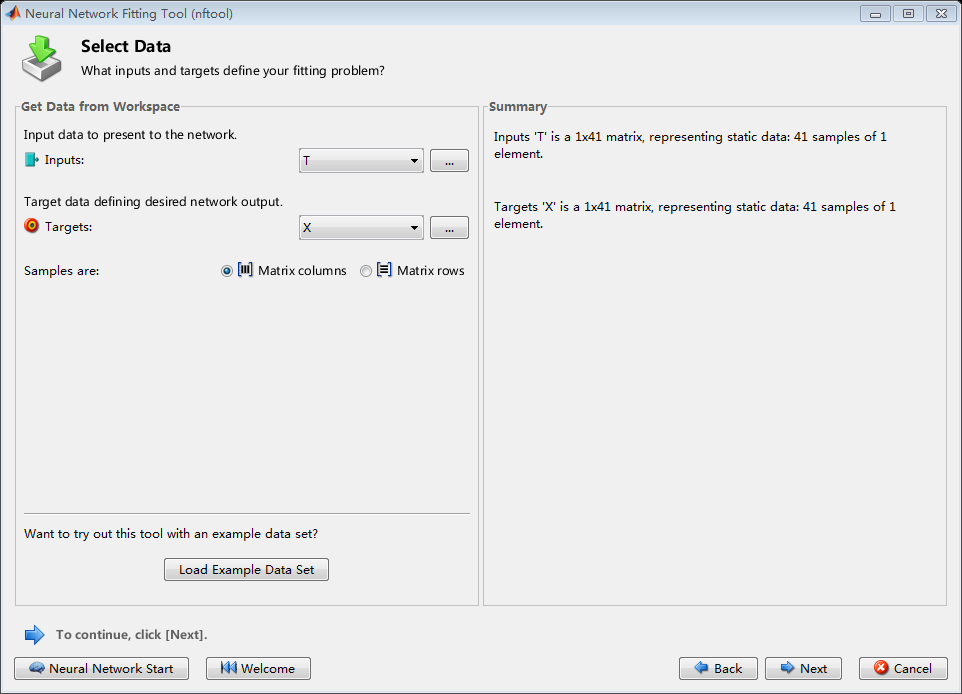 Neural Network Fitting Tool (nftool)
Select Data
What inputs and targets define your fitting problem?
Get Data from Workspace
Input data to present to the network.
Inputs:
T
...
Target data defining desired network output.
Targets:
X
...
Samples are:
Matrix columns
Matrix rows
Want to try out this tool with an example data set?
Load Example Data Set
Summary
Inputs 'T' is a 1x41 matrix, representing static data: 41 samples of 1
element.
Targets 'X' is a 1x41 matrix, representing static data: 41 samples of 1
element.
To continue, click [Next].
Neural Network Start
Welcome
Back
Next
Cancel